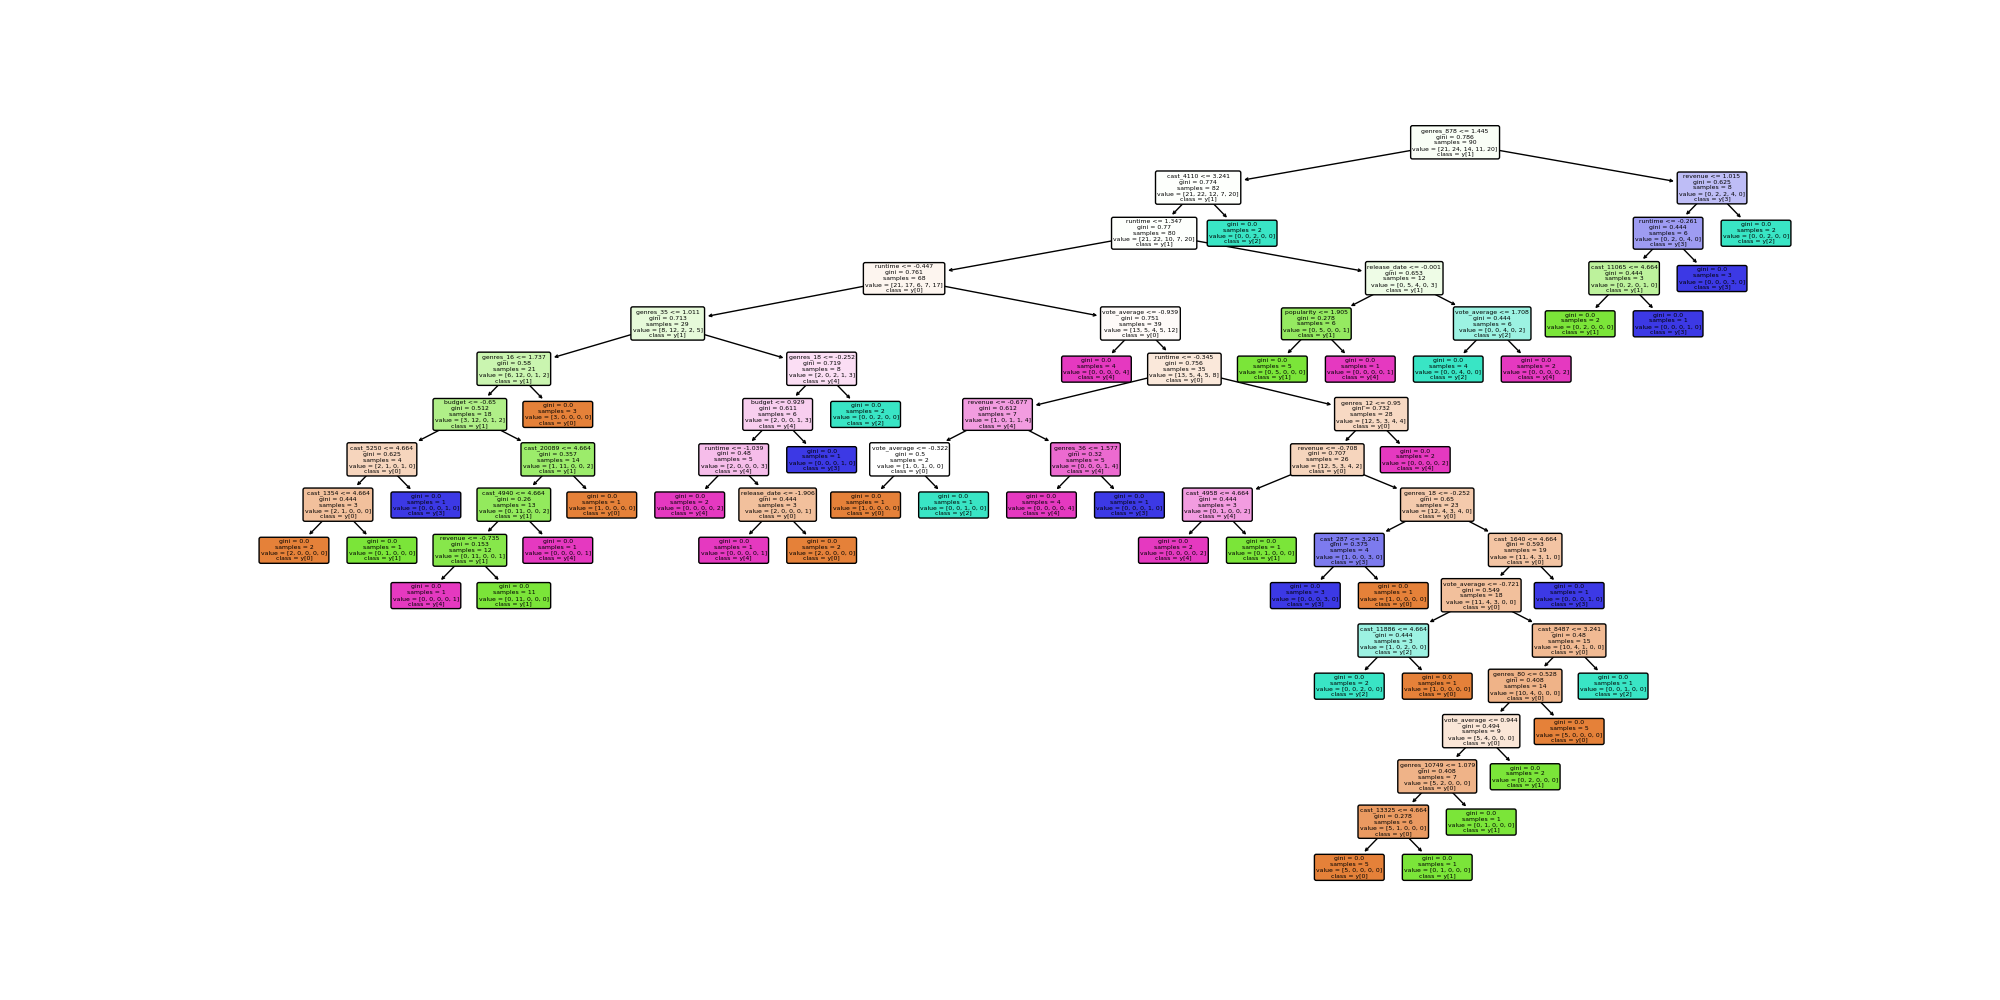 genres_878 <= 1.445
gini = 0.786
samples = 90
value = [21, 24, 14, 11, 20]
class = y[1]
cast_4110 <= 3.241
gini = 0.774
samples = 82
value = [21, 22, 12, 7, 20]
class = y[1]
revenue <= 1.015
gini = 0.625
samples = 8
value = [0, 2, 2, 4, 0]
class = y[3]
runtime <= 1.347
gini = 0.77
samples = 80
value = [21, 22, 10, 7, 20]
class = y[1]
gini = 0.0
samples = 2
value = [0, 0, 2, 0, 0]
class = y[2]
runtime <= -0.261
gini = 0.444
samples = 6
value = [0, 2, 0, 4, 0]
class = y[3]
gini = 0.0
samples = 2
value = [0, 0, 2, 0, 0]
class = y[2]
runtime <= -0.447
gini = 0.761
samples = 68
value = [21, 17, 6, 7, 17]
class = y[0]
release_date <= -0.001
gini = 0.653
samples = 12
value = [0, 5, 4, 0, 3]
class = y[1]
cast_11065 <= 4.664
gini = 0.444
samples = 3
value = [0, 2, 0, 1, 0]
class = y[1]
gini = 0.0
samples = 3
value = [0, 0, 0, 3, 0]
class = y[3]
genres_35 <= 1.011
gini = 0.713
samples = 29
value = [8, 12, 2, 2, 5]
class = y[1]
vote_average <= -0.939
gini = 0.751
samples = 39
value = [13, 5, 4, 5, 12]
class = y[0]
popularity <= 1.905
gini = 0.278
samples = 6
value = [0, 5, 0, 0, 1]
class = y[1]
vote_average <= 1.708
gini = 0.444
samples = 6
value = [0, 0, 4, 0, 2]
class = y[2]
gini = 0.0
samples = 2
value = [0, 2, 0, 0, 0]
class = y[1]
gini = 0.0
samples = 1
value = [0, 0, 0, 1, 0]
class = y[3]
genres_16 <= 1.737
gini = 0.58
samples = 21
value = [6, 12, 0, 1, 2]
class = y[1]
genres_18 <= -0.252
gini = 0.719
samples = 8
value = [2, 0, 2, 1, 3]
class = y[4]
gini = 0.0
samples = 4
value = [0, 0, 0, 0, 4]
class = y[4]
runtime <= -0.345
gini = 0.756
samples = 35
value = [13, 5, 4, 5, 8]
class = y[0]
gini = 0.0
samples = 5
value = [0, 5, 0, 0, 0]
class = y[1]
gini = 0.0
samples = 1
value = [0, 0, 0, 0, 1]
class = y[4]
gini = 0.0
samples = 4
value = [0, 0, 4, 0, 0]
class = y[2]
gini = 0.0
samples = 2
value = [0, 0, 0, 0, 2]
class = y[4]
budget <= -0.65
gini = 0.512
samples = 18
value = [3, 12, 0, 1, 2]
class = y[1]
gini = 0.0
samples = 3
value = [3, 0, 0, 0, 0]
class = y[0]
budget <= 0.929
gini = 0.611
samples = 6
value = [2, 0, 0, 1, 3]
class = y[4]
gini = 0.0
samples = 2
value = [0, 0, 2, 0, 0]
class = y[2]
revenue <= -0.677
gini = 0.612
samples = 7
value = [1, 0, 1, 1, 4]
class = y[4]
genres_12 <= 0.95
gini = 0.732
samples = 28
value = [12, 5, 3, 4, 4]
class = y[0]
cast_5250 <= 4.664
gini = 0.625
samples = 4
value = [2, 1, 0, 1, 0]
class = y[0]
cast_20089 <= 4.664
gini = 0.357
samples = 14
value = [1, 11, 0, 0, 2]
class = y[1]
runtime <= -1.039
gini = 0.48
samples = 5
value = [2, 0, 0, 0, 3]
class = y[4]
gini = 0.0
samples = 1
value = [0, 0, 0, 1, 0]
class = y[3]
vote_average <= -0.322
gini = 0.5
samples = 2
value = [1, 0, 1, 0, 0]
class = y[0]
genres_36 <= 1.577
gini = 0.32
samples = 5
value = [0, 0, 0, 1, 4]
class = y[4]
revenue <= -0.708
gini = 0.707
samples = 26
value = [12, 5, 3, 4, 2]
class = y[0]
gini = 0.0
samples = 2
value = [0, 0, 0, 0, 2]
class = y[4]
cast_1354 <= 4.664
gini = 0.444
samples = 3
value = [2, 1, 0, 0, 0]
class = y[0]
gini = 0.0
samples = 1
value = [0, 0, 0, 1, 0]
class = y[3]
cast_4940 <= 4.664
gini = 0.26
samples = 13
value = [0, 11, 0, 0, 2]
class = y[1]
gini = 0.0
samples = 1
value = [1, 0, 0, 0, 0]
class = y[0]
gini = 0.0
samples = 2
value = [0, 0, 0, 0, 2]
class = y[4]
release_date <= -1.906
gini = 0.444
samples = 3
value = [2, 0, 0, 0, 1]
class = y[0]
gini = 0.0
samples = 1
value = [1, 0, 0, 0, 0]
class = y[0]
gini = 0.0
samples = 1
value = [0, 0, 1, 0, 0]
class = y[2]
gini = 0.0
samples = 4
value = [0, 0, 0, 0, 4]
class = y[4]
gini = 0.0
samples = 1
value = [0, 0, 0, 1, 0]
class = y[3]
cast_4958 <= 4.664
gini = 0.444
samples = 3
value = [0, 1, 0, 0, 2]
class = y[4]
genres_18 <= -0.252
gini = 0.65
samples = 23
value = [12, 4, 3, 4, 0]
class = y[0]
gini = 0.0
samples = 2
value = [2, 0, 0, 0, 0]
class = y[0]
gini = 0.0
samples = 1
value = [0, 1, 0, 0, 0]
class = y[1]
revenue <= -0.735
gini = 0.153
samples = 12
value = [0, 11, 0, 0, 1]
class = y[1]
gini = 0.0
samples = 1
value = [0, 0, 0, 0, 1]
class = y[4]
gini = 0.0
samples = 1
value = [0, 0, 0, 0, 1]
class = y[4]
gini = 0.0
samples = 2
value = [2, 0, 0, 0, 0]
class = y[0]
gini = 0.0
samples = 2
value = [0, 0, 0, 0, 2]
class = y[4]
gini = 0.0
samples = 1
value = [0, 1, 0, 0, 0]
class = y[1]
cast_287 <= 3.241
gini = 0.375
samples = 4
value = [1, 0, 0, 3, 0]
class = y[3]
cast_1640 <= 4.664
gini = 0.593
samples = 19
value = [11, 4, 3, 1, 0]
class = y[0]
gini = 0.0
samples = 1
value = [0, 0, 0, 0, 1]
class = y[4]
gini = 0.0
samples = 11
value = [0, 11, 0, 0, 0]
class = y[1]
gini = 0.0
samples = 3
value = [0, 0, 0, 3, 0]
class = y[3]
gini = 0.0
samples = 1
value = [1, 0, 0, 0, 0]
class = y[0]
vote_average <= -0.721
gini = 0.549
samples = 18
value = [11, 4, 3, 0, 0]
class = y[0]
gini = 0.0
samples = 1
value = [0, 0, 0, 1, 0]
class = y[3]
cast_11886 <= 4.664
gini = 0.444
samples = 3
value = [1, 0, 2, 0, 0]
class = y[2]
cast_8487 <= 3.241
gini = 0.48
samples = 15
value = [10, 4, 1, 0, 0]
class = y[0]
gini = 0.0
samples = 2
value = [0, 0, 2, 0, 0]
class = y[2]
gini = 0.0
samples = 1
value = [1, 0, 0, 0, 0]
class = y[0]
genres_80 <= 0.528
gini = 0.408
samples = 14
value = [10, 4, 0, 0, 0]
class = y[0]
gini = 0.0
samples = 1
value = [0, 0, 1, 0, 0]
class = y[2]
vote_average <= 0.944
gini = 0.494
samples = 9
value = [5, 4, 0, 0, 0]
class = y[0]
gini = 0.0
samples = 5
value = [5, 0, 0, 0, 0]
class = y[0]
genres_10749 <= 1.079
gini = 0.408
samples = 7
value = [5, 2, 0, 0, 0]
class = y[0]
gini = 0.0
samples = 2
value = [0, 2, 0, 0, 0]
class = y[1]
cast_13325 <= 4.664
gini = 0.278
samples = 6
value = [5, 1, 0, 0, 0]
class = y[0]
gini = 0.0
samples = 1
value = [0, 1, 0, 0, 0]
class = y[1]
gini = 0.0
samples = 5
value = [5, 0, 0, 0, 0]
class = y[0]
gini = 0.0
samples = 1
value = [0, 1, 0, 0, 0]
class = y[1]